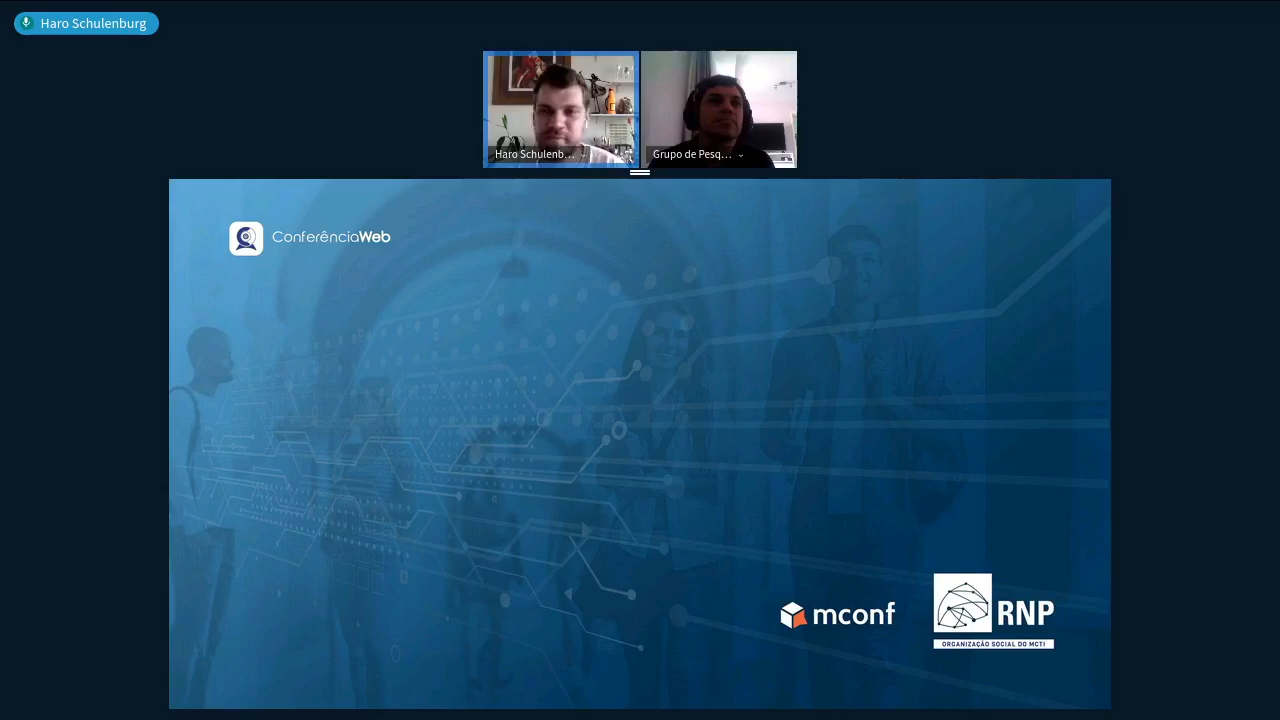 Haro Schulenburg
Haro Schulenb...
Grupo de Pesq...
ConferênciaWeb
mconf
RNP
ORGANIZAÇÃO SOCIAL DO MCTI